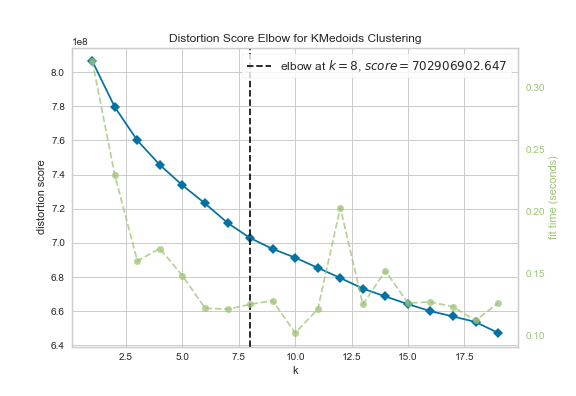 Distortion Score Elbow for KMedoids Clustering
1e8
elbow at k = 8, score = 702906902.647
8.0
7.8
7.6
7.4
7.2
7.0
6.8
6.6
6.4
distortion score
0.30
0.25
0.20
0.15
0.10
fit time (seconds)
2.5 5.0 7.5 10.0 12.5 15.0 17.5
k